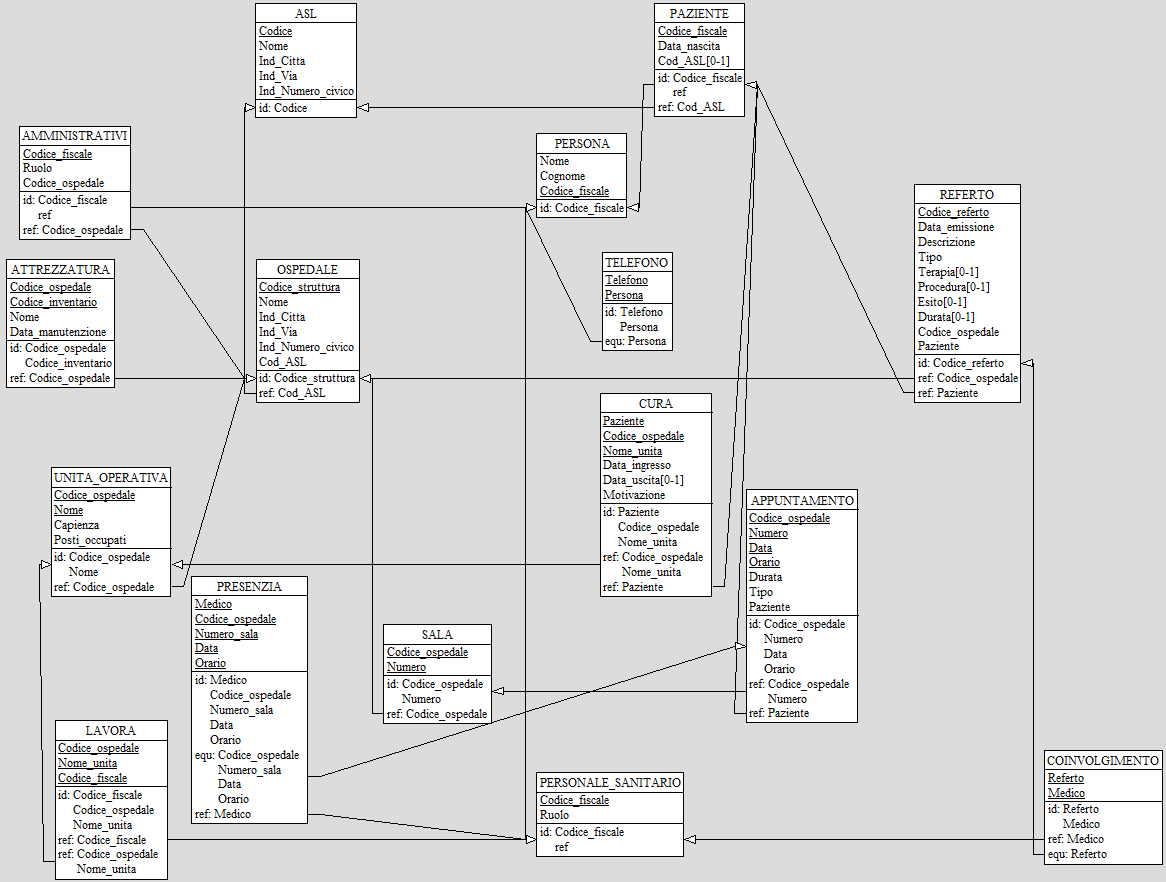 ASL
Codice
Nome
Ind_Citta
Ind_Via
Ind_Numero_civico
id: Codice
PAZIENTE
Codice_fiscale
Data_nascita
Cod_ASL[0-1]
id: Codice_fiscale
ref
ref: Cod_ASL
AMMINISTRATIVI
Codice_fiscale
Ruolo
Codice_ospedale
id: Codice_fiscale
ref
ref: Codice_ospedale
PERSONA
Nome
Cognome
Codice_fiscale
id: Codice_fiscale
REFERTO
Codice_referto
Data_emissione
Descrizione
Tipo
Terapia[0-1]
Procedura[0-1]
Esito[0-1]
Durata[0-1]
Codice_ospedale
Paziente
id: Codice_referto
ref: Codice_ospedale
ref: Paziente
ATTREZZATURA
Codice_ospedale
Codice_inventario
Nome
Data_manutenzione
id: Codice_ospedale
Codice_inventario
ref: Codice_ospedale
OSPEDALE
Codice_struttura
Nome
Ind_Citta
Ind_Via
Ind_Numero_civico
Cod_ASL
id: Codice_struttura
ref: Cod_ASL
TELEFONO
Telefono
Persona
id: Telefono
Persona
equ: Persona
CURA
Paziente
Codice_ospedale
Nome_unita
Data_ingresso
Data_uscita[0-1]
Motivazione
id: Paziente
Codice_ospedale
Nome_unita
ref: Codice_ospedale
Nome_unita
ref: Paziente
UNITA_OPERATIVA
Codice_ospedale
Nome
Capienza
Posti_occupati
id: Codice_ospedale
Nome
ref: Codice_ospedale
APPUNTAMENTO
Codice_ospedale
Numero
Data
Orario
Durata
Tipo
Paziente
id: Codice_ospedale
Numero
Data
Orario
ref: Codice_ospedale
Numero
ref: Paziente
PRESENZIA
Medico
Codice_ospedale
Numero_sala
Data
Orario
id: Medico
Codice_ospedale
Numero_sala
Data
Orario
equ: Codice_ospedale
Numero_sala
Data
Orario
ref: Medico
SALA
Codice_ospedale
Numero
id: Codice_ospedale
Numero
ref: Codice_ospedale
LAVORA
Codice_ospedale
Nome_unita
Codice_fiscale
id: Codice_fiscale
Codice_ospedale
Nome_unita
ref: Codice_fiscale
ref: Codice_ospedale
Nome_unita
PERSONALE_SANITARIO
Codice_fiscale
Ruolo
id: Codice_fiscale
ref
COINVOLGIMENTO
Referto
Medico
id: Referto
Medico
ref: Medico
equ: Referto